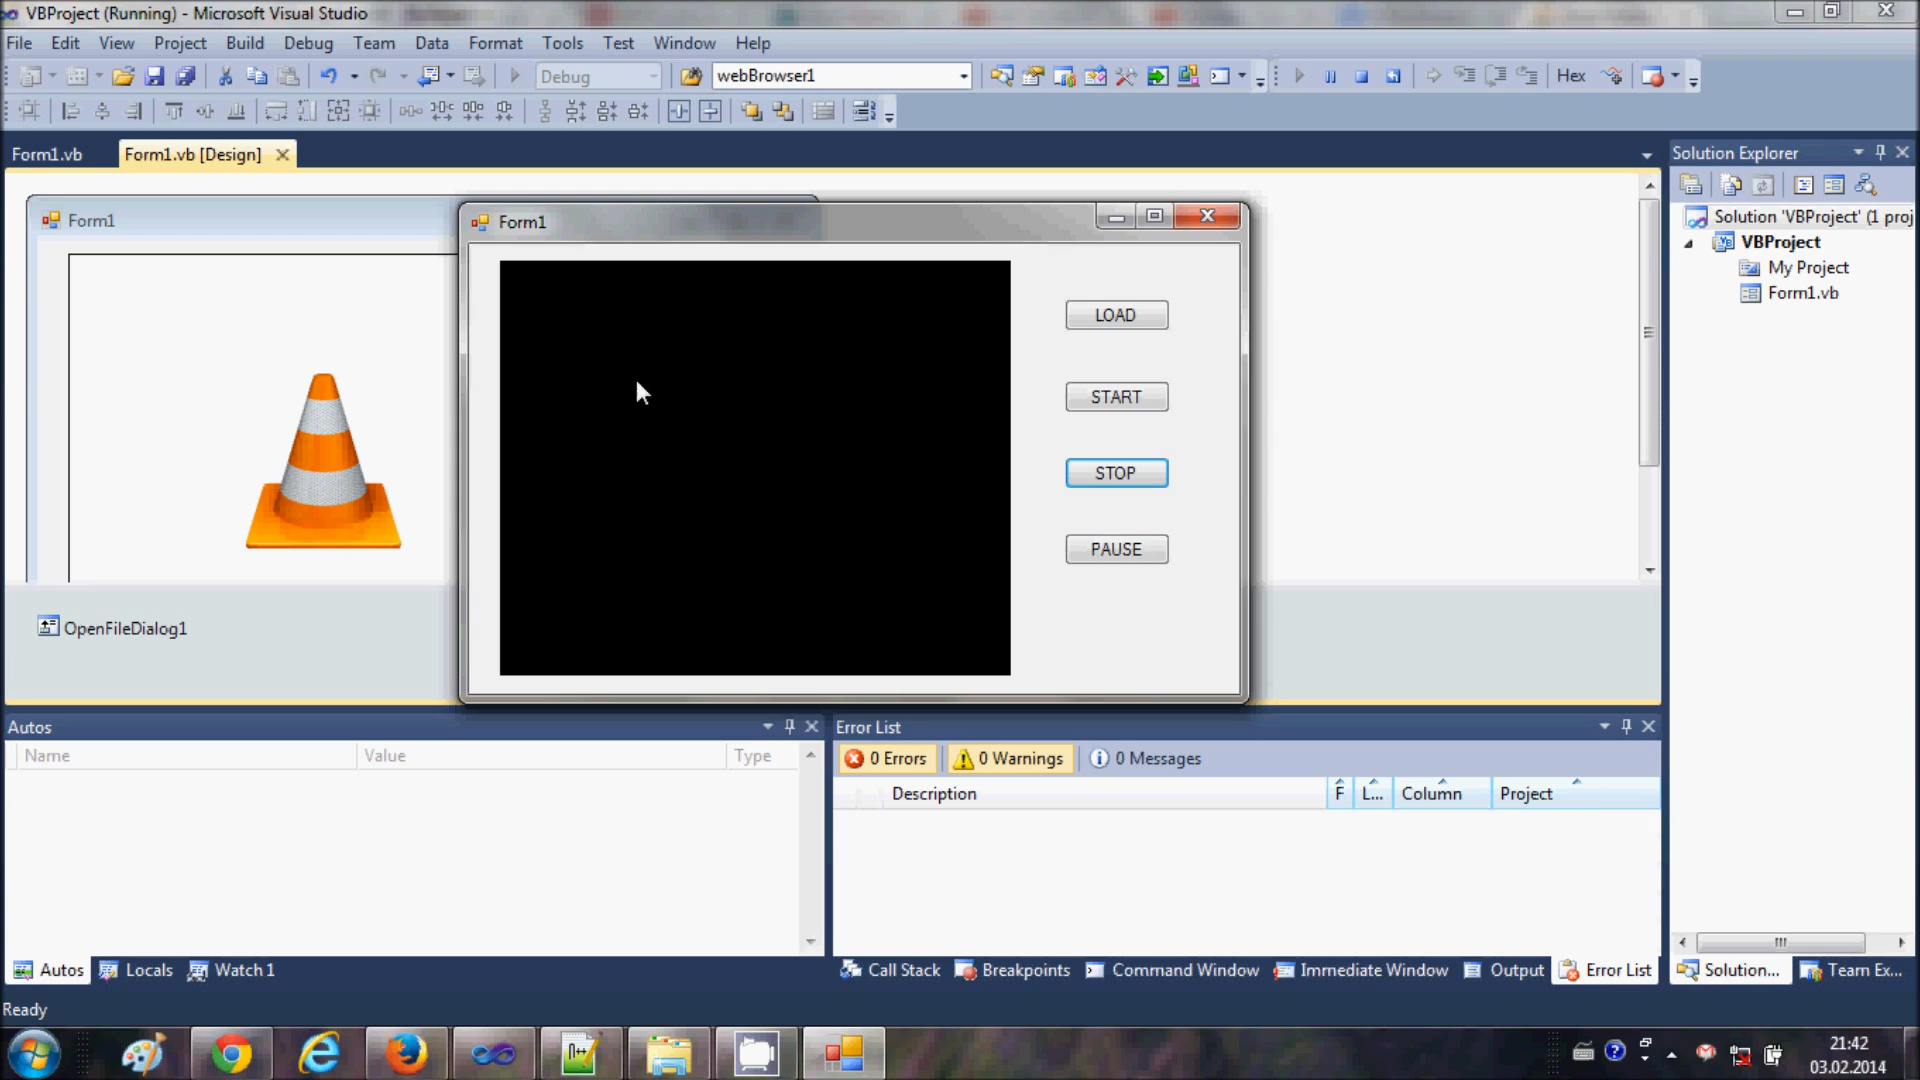 VBProject (Running) - Microsoft Visual Studio
File Edit View Project Build Debug Team Data Format Tools Test Window Help
Debug webBrowser1 Hex
Form1.vb Form1.vb [Design]
Solution Explorer
Form1
Form1
Solution 'VBProject' (1 proj
VBProject
My Project
Form1.vb
LOAD
START
STOP
PAUSE
OpenFileDialog1
Autos
Name Value Type
Error List
0 Errors 0 Warnings 0 Messages
Description F L... Column Project
Autos Locals Watch 1
Call Stack Breakpoints Command Window Immediate Window Output Error List
Solution... Team Ex...
Ready
21:42
03.02.2014